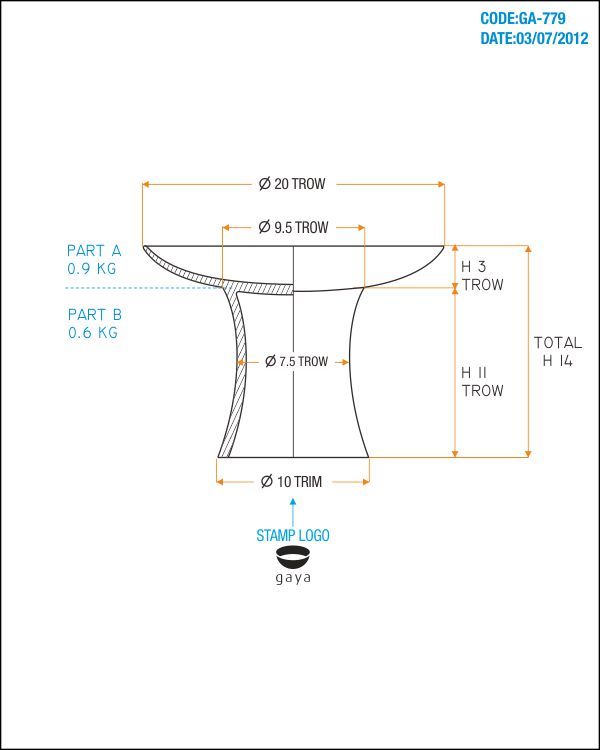 CODE:GA-779
DATE:03/07/2012
Ø 20 TROW
Ø 9.5 TROW
PART A
0.9 KG
H 3
TROW
PART B
0.6 KG
TOTAL
H 14
Ø 7.5 TROW
H 11
TROW
Ø 10 TRIM
STAMP LOGO
gaya